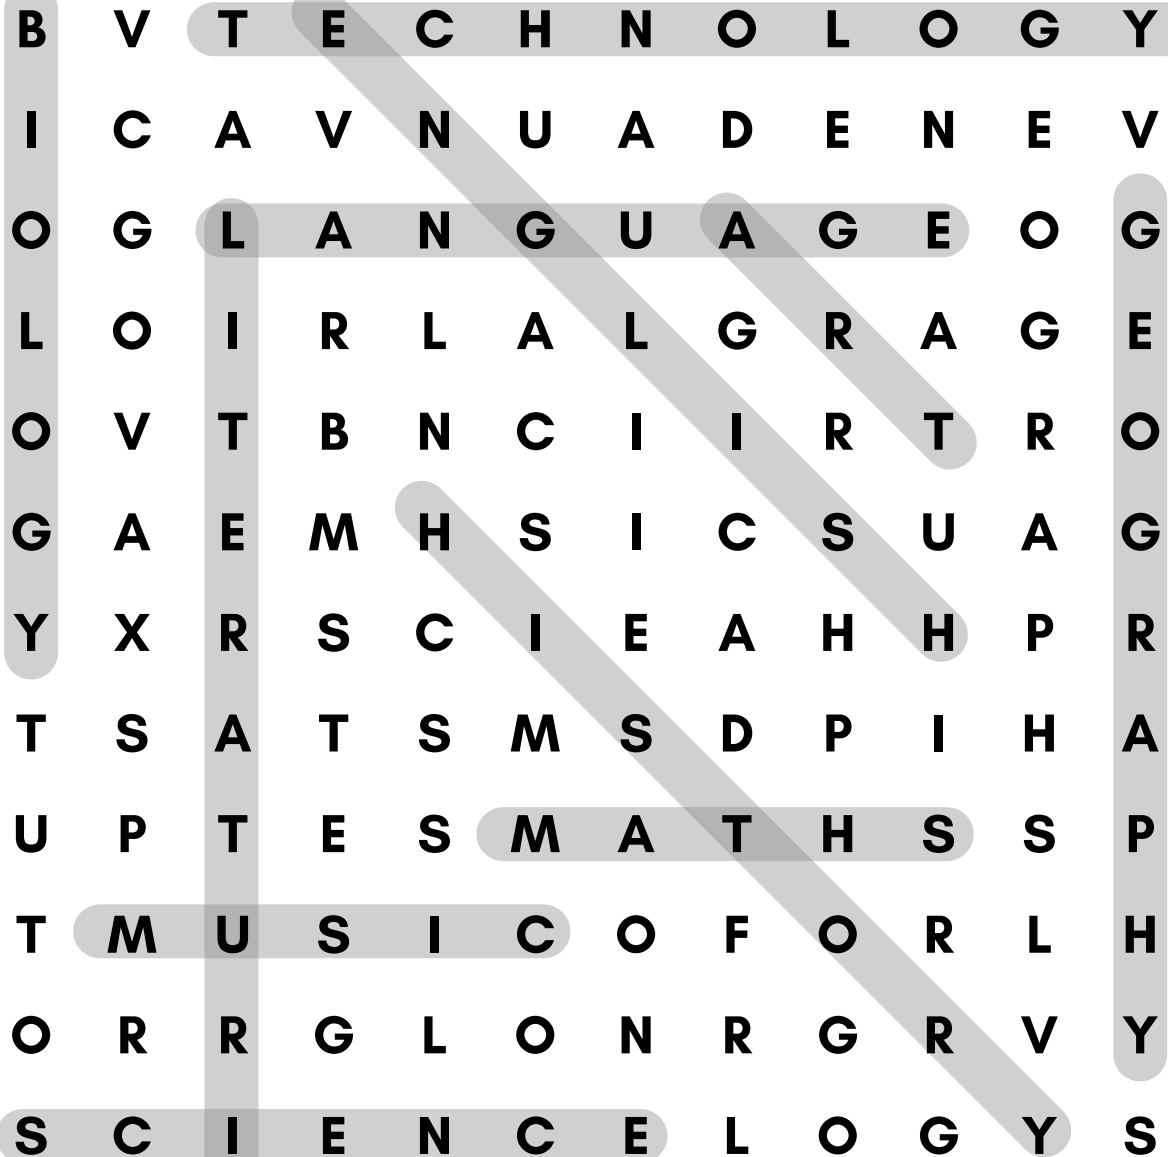 B V T E C H N O L O G Y
I C A V N U A D E N E V
O G L A N G U A G E O G
L O I R L A L G R A G E
O V T B N C I I R T R O
G A E M H S I C S U A G
Y X R S C I E A H H P R
T S A T S M S D P I H A
U P T E S M A T H S S P
T M U S I C O F O R L H
O R R G L O N R G R V Y
S C I E N C E L O G Y S